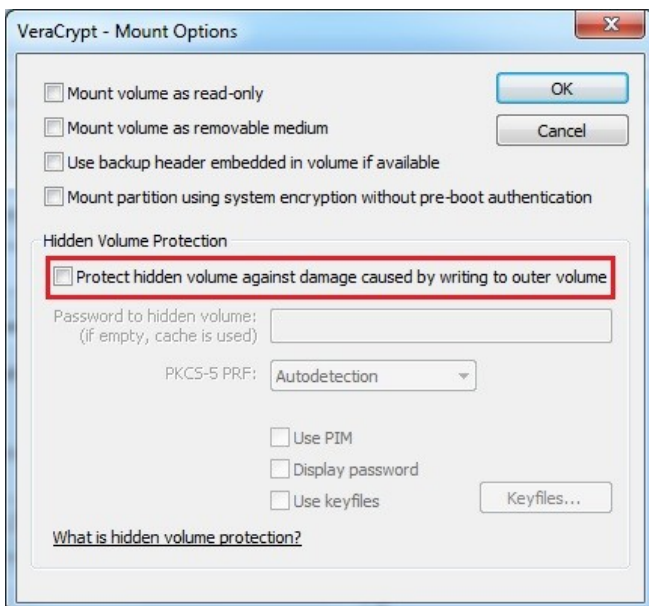 VeraCrypt - Mount Options
Mount volume as read-only
OK
Mount volume as removable medium
Cancel
Use backup header embedded in volume if available
Mount partition using system encryption without pre-boot authentication
Hidden Volume Protection
Protect hidden volume against damage caused by writing to outer volume
Password to hidden volume:
(if empty, cache is used)
PKCS-5 PRF:
Autodetection
Use PIM
Display password
Use keyfiles
Keyfiles...
What is hidden volume protection?